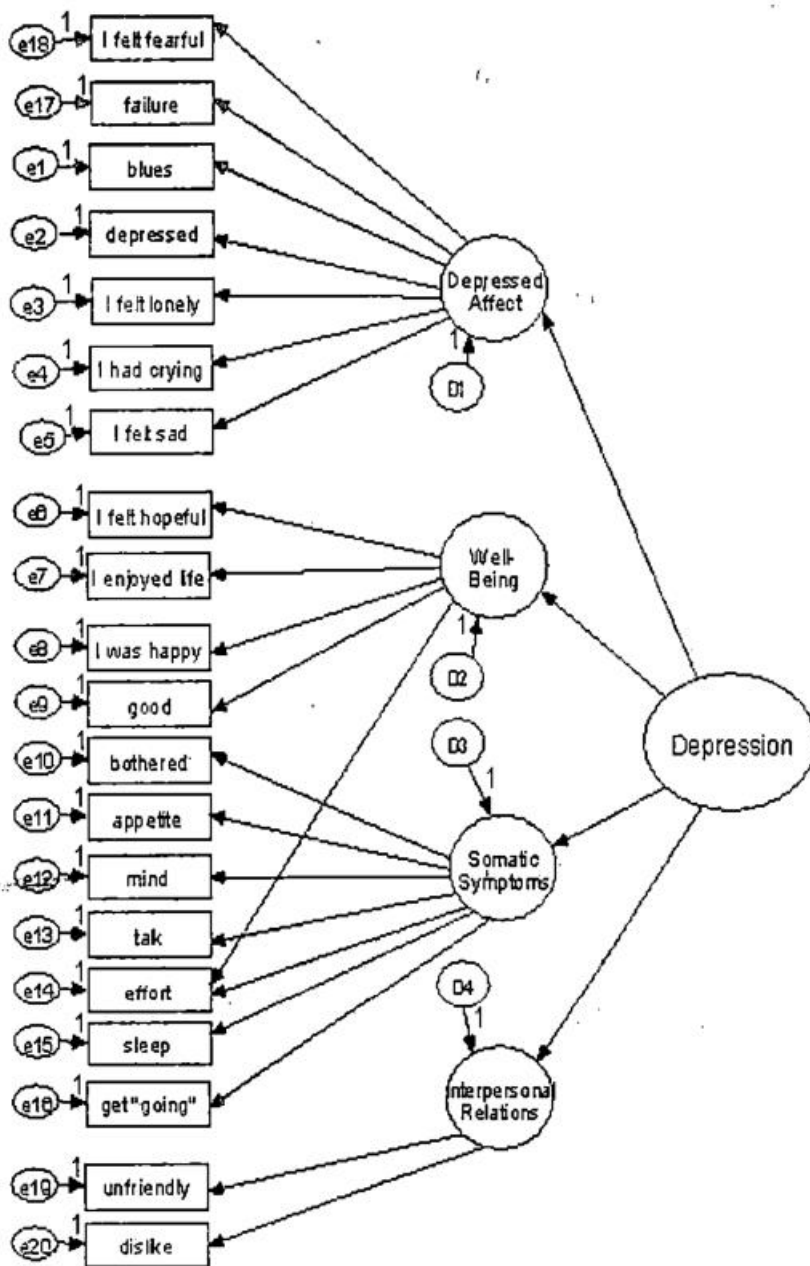 1
e18
I felt fearful
1
e17
failure
1
e1
blues
1
e2
depressed
1
e3
I felt lonely
1
e4
I had crying
1
e5
I felt sad
Depressed
Affect
1
D1
1
e6
I felt hopeful
1
e7
I enjoyed life
1
e8
I was happy
1
e9
good
Well-
Being
1
D2
D3
1
1
e10
bothered
1
e11
appetite
1
e12
mind
1
e13
talk
1
e14
effort
1
e15
sleep
1
e16
get "going"
Somatic
Symptoms
Depression
D4
1
Interpersonal
Relations
1
e19
unfriendly
1
e20
dislike